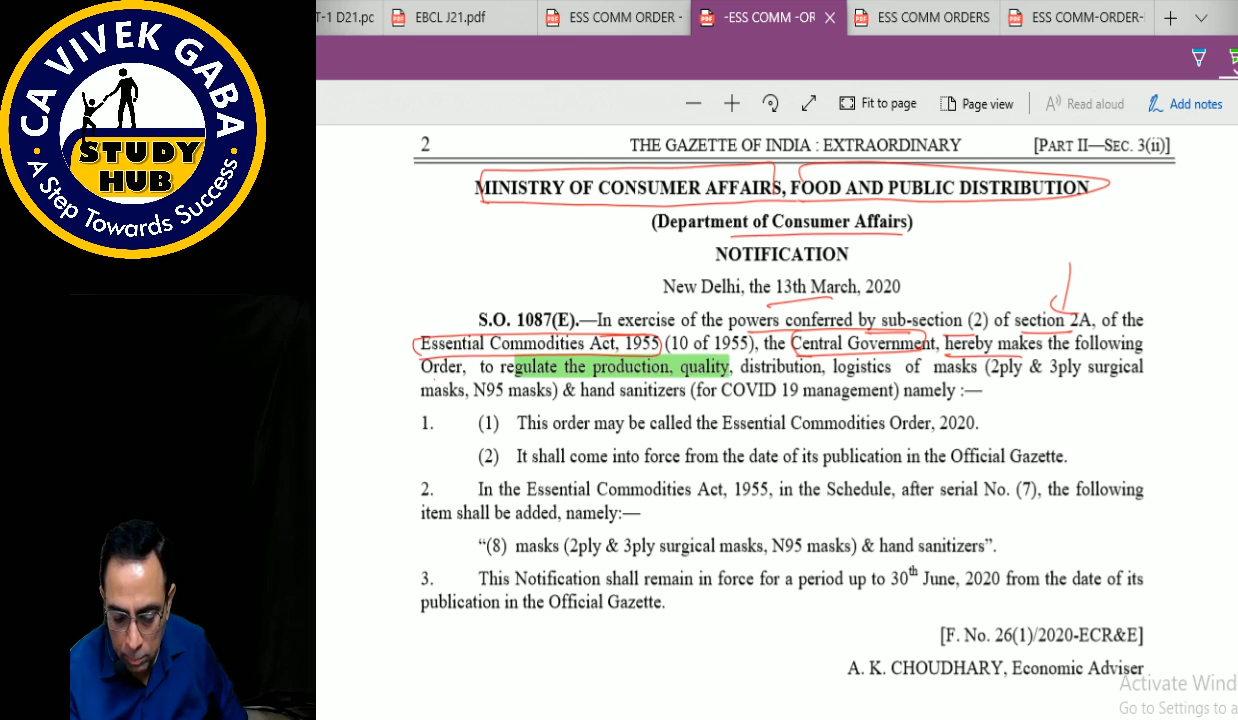 CA VIVEK GABA
STUDY
HUB
A Step Towards Success
T-1 D21.pc
EBCL J21.pdf
ESS COMM ORDER -
-ESS COMM -OR
ESS COMM ORDERS
ESS COMM-ORDER-
Fit to page
Page view
Read aloud
Add notes
2 THE GAZETTE OF INDIA : EXTRAORDINARY [PART II—SEC. 3(ii)]
MINISTRY OF CONSUMER AFFAIRS, FOOD AND PUBLIC DISTRIBUTION
(Department of Consumer Affairs)
NOTIFICATION
New Delhi, the 13th March, 2020
S.O. 1087(E).—In exercise of the powers conferred by sub-section (2) of section 2A, of the
Essential Commodities Act, 1955 (10 of 1955), the Central Government, hereby makes the following
Order, to regulate the production, quality, distribution, logistics of masks (2ply & 3ply surgical
masks, N95 masks) & hand sanitizers (for COVID 19 management) namely :—
1. (1) This order may be called the Essential Commodities Order, 2020.
(2) It shall come into force from the date of its publication in the Official Gazette.
2. In the Essential Commodities Act, 1955, in the Schedule, after serial No. (7), the following
item shall be added, namely:—
“(8) masks (2ply & 3ply surgical masks, N95 masks) & hand sanitizers”.
3. This Notification shall remain in force for a period up to 30th June, 2020 from the date of its
publication in the Official Gazette.
[F. No. 26(1)/2020-ECR&E]
A. K. CHOUDHARY, Economic Adviser
Activate Wind
Go to Settings to a